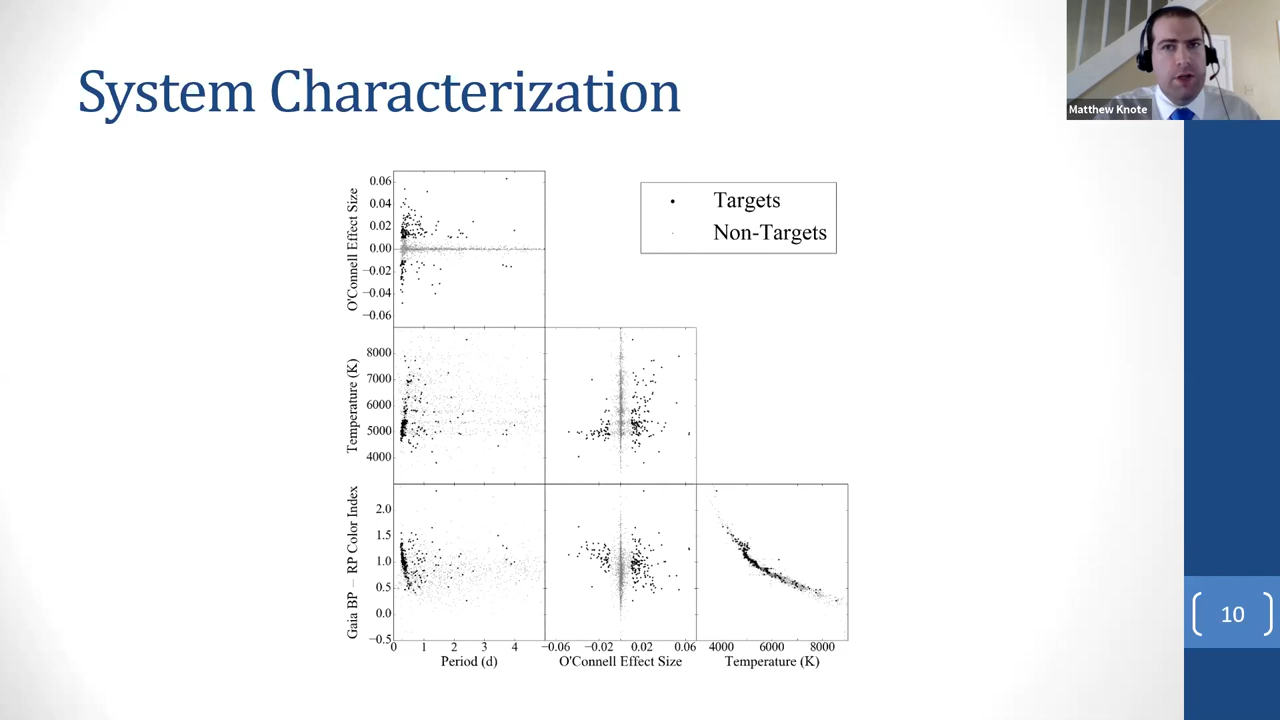 System Characterization
Matthew Knote
O'Connell Effect Size
0.06
0.04
0.02
0.00
−0.02
−0.04
−0.06
Targets
Non-Targets
Temperature (K)
8000
7000
6000
5000
4000
Gaia BP − RP Color Index
2.0
1.5
1.0
0.5
0.0
−0.5
0 1 2 3 4
−0.06 −0.02 0.02 0.06
4000 6000 8000
Period (d)
O'Connell Effect Size
Temperature (K)
10